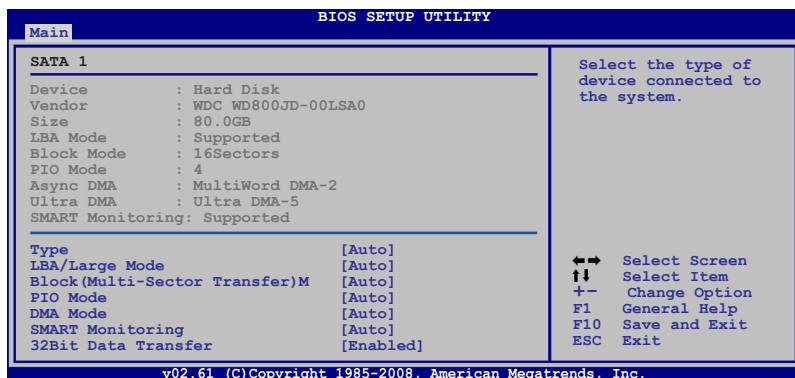 BIOS SETUP UTILITY
Main
SATA 1
Device : Hard Disk
Vendor : WDC WD800JD-00LSA0
Size : 80.0GB
LBA Mode : Supported
Block Mode : 16Sectors
PIO Mode : 4
Async DMA : MultiWord DMA-2
Ultra DMA : Ultra DMA-5
SMART Monitoring: Supported
Type [Auto]
LBA/Large Mode [Auto]
Block(Multi-Sector Transfer)M [Auto]
PIO Mode [Auto]
DMA Mode [Auto]
SMART Monitoring [Auto]
32Bit Data Transfer [Enabled]
Select the type of
device connected to
the system.
←→ Select Screen
↑↓ Select Item
+- Change Option
F1 General Help
F10 Save and Exit
ESC Exit
v02.61 (C)Copyright 1985-2008, American Megatrends, Inc.